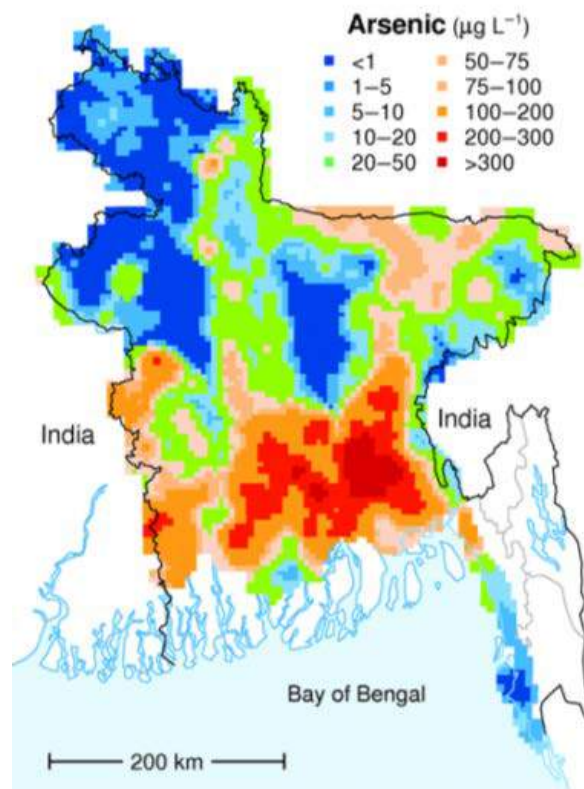 Arsenic (µg L⁻¹)
<1
1–5
5–10
10–20
20–50
50–75
75–100
100–200
200–300
>300
India
India
Bay of Bengal
200 km